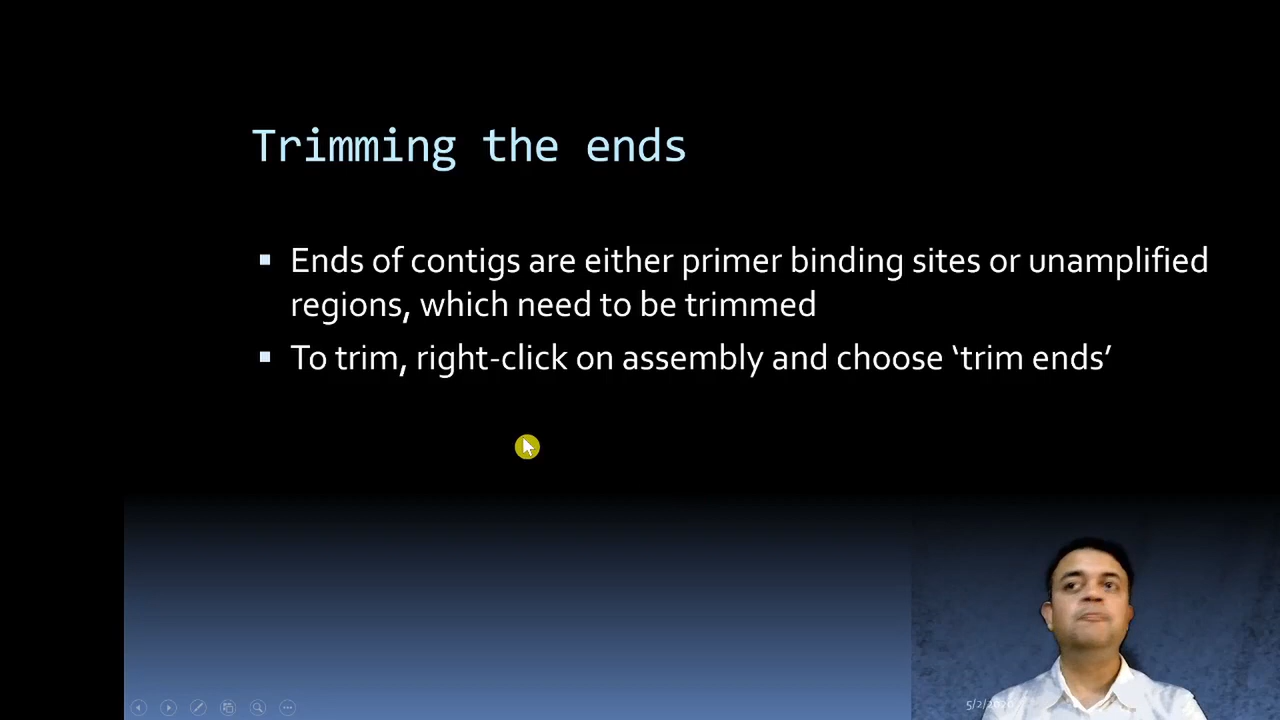 Trimming the ends
▪ Ends of contigs are either primer binding sites or unamplified
regions, which need to be trimmed
▪ To trim, right-click on assembly and choose ‘trim ends’